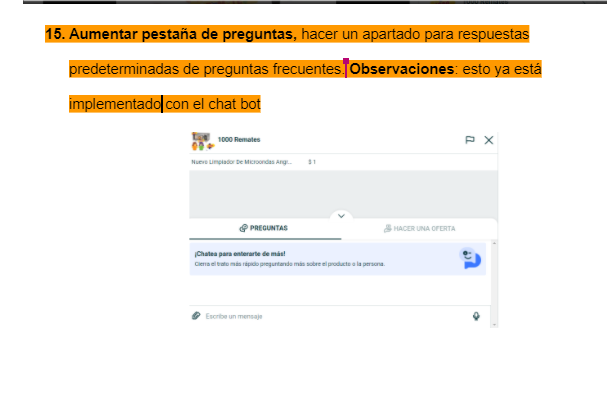 15. Aumentar pestaña de preguntas, hacer un apartado para respuestas
predeterminadas de preguntas frecuentes. Observaciones: esto ya está
implementado con el chat bot
1000 Remates
Nuevo Limpiador De Microondas Angr... $ 1
PREGUNTAS HACER UNA OFERTA
¡Chatea para enterarte de más!
Cierra el trato más rápido preguntando más sobre el producto o la persona.
Escribe un mensaje